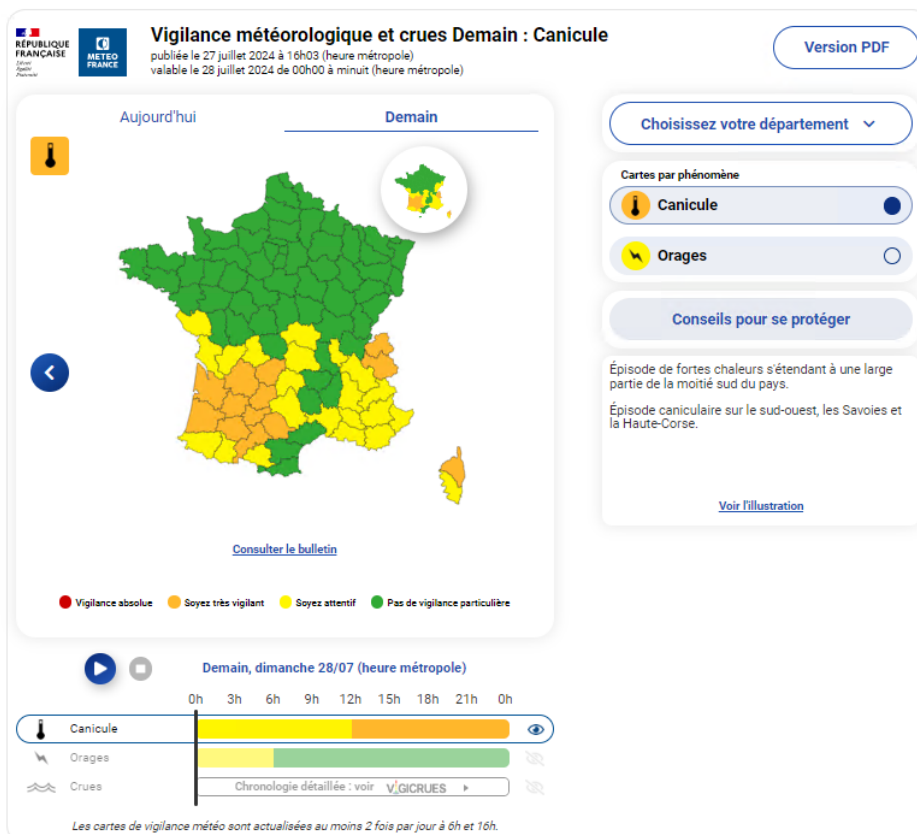 RÉPUBLIQUE
FRANÇAISE
Liberté
Égalité
Fraternité
METEO
FRANCE
Vigilance météorologique et crues Demain : Canicule
publiée le 27 juillet 2024 à 16h03 (heure métropole)
valable le 28 juillet 2024 de 00h00 à minuit (heure métropole)
Version PDF
Aujourd'hui
Demain
Choisissez votre département
Cartes par phénomène
Canicule
Orages
Conseils pour se protéger
Épisode de fortes chaleurs s'étendant à une large
partie de la moitié sud du pays.
Épisode caniculaire sur le sud-ouest, les Savoies et
la Haute-Corse.
Voir l'illustration
Consulter le bulletin
Vigilance absolue Soyez très vigilant Soyez attentif Pas de vigilance particulière
Demain, dimanche 28/07 (heure métropole)
0h 3h 6h 9h 12h 15h 18h 21h 0h
Canicule
Orages
Crues Chronologie détaillée : voir VIGICRUES
Les cartes de vigilance météo sont actualisées au moins 2 fois par jour à 6h et 16h.